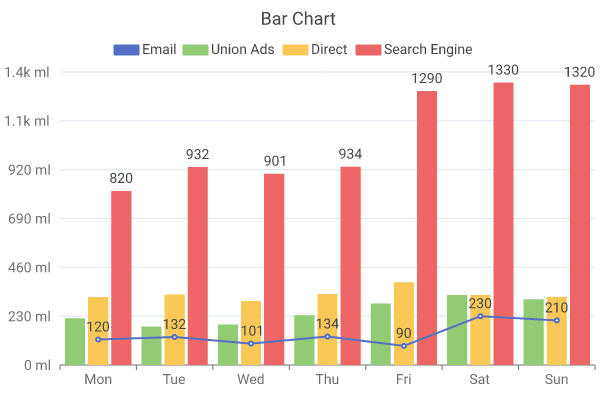 Bar Chart
Email Union Ads Direct Search Engine
1.4k ml
1.1k ml
920 ml
690 ml
460 ml
230 ml
0 ml
820 932 901 934 1290 1330 1320
120 132 101 134 90 230 210
Mon Tue Wed Thu Fri Sat Sun